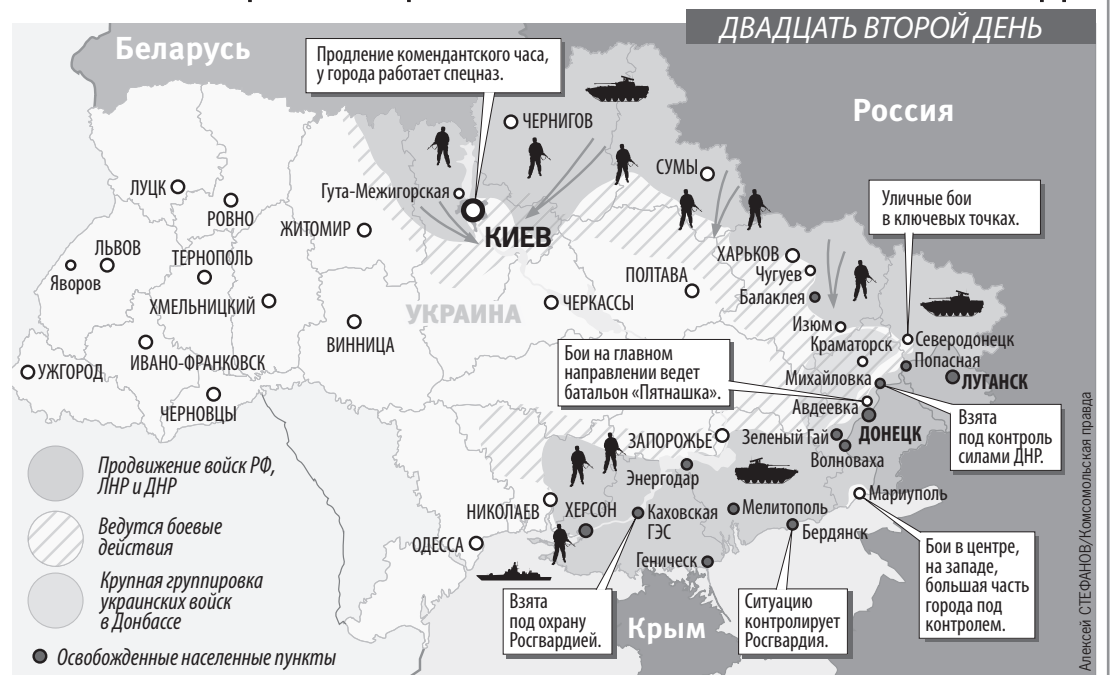 ДВАДЦАТЬ ВТОРОЙ ДЕНЬ
Беларусь
Продление комендантского часа,
у города работает спецназ.
Россия
ЧЕРНИГОВ
СУМЫ
ЛУЦК
РОВНО
Гута-Межигорская
ЖИТОМИР
КИЕВ
Уличные бои
в ключевых точках.
ЛЬВОВ
Яворов
ТЕРНОПОЛЬ
ХМЕЛЬНИЦКИЙ
ПОЛТАВА
ХАРЬКОВ
Чугуев
Балаклея
УКРАИНА
ЧЕРКАССЫ
ВИННИЦА
Изюм
Краматорск
Северодонецк
Попасная
ЛУГАНСК
УЖГОРОД
ИВАНО-ФРАНКОВСК
ЧЕРНОВЦЫ
Бои на главном
направлении ведет
батальон «Пятнашка».
Михайловка
Авдеевка
ДОНЕЦК
Взята
под контроль
силами ДНР.
ЗАПОРОЖЬЕ
Зеленый Гай
Волноваха
Энергодар
Мариуполь
НИКОЛАЕВ
ХЕРСОН
Каховская
ГЭС
Мелитополь
Бердянск
ОДЕССА
Геническ
Бои в центре,
на западе,
большая часть
города под
контролем.
Взята
под охрану
Росгвардией.
Крым
Ситуацию
контролирует
Росгвардия.
Продвижение войск РФ,
ЛНР и ДНР
Ведутся боевые
действия
Крупная группировка
украинских войск
в Донбассе
Освобожденные населенные пункты
Алексей СТЕФАНОВ/Комсомольская правда